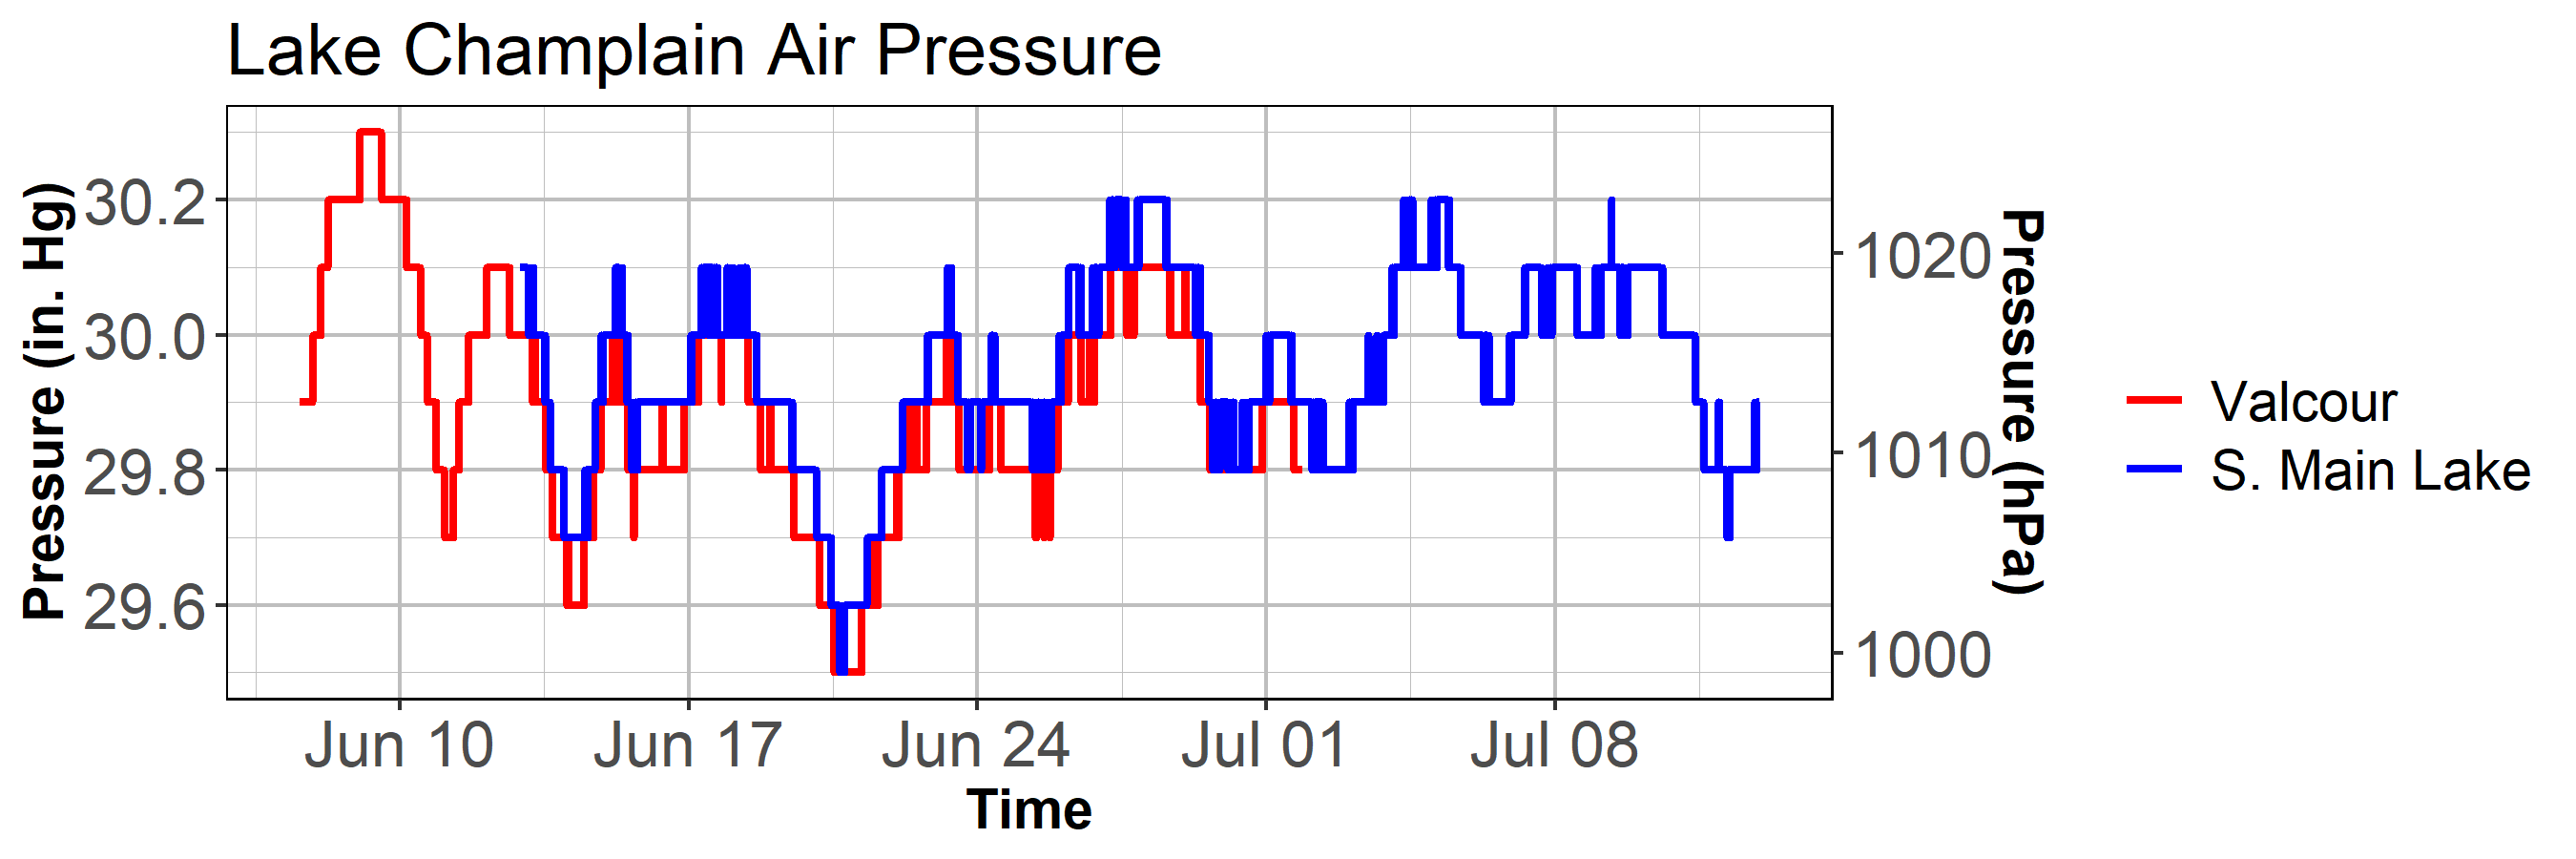 Lake Champlain Air Pressure
Pressure (in. Hg)
30.2
30.0
29.8
29.6
1020
1010
1000
Pressure (hPa)
Valcour
S. Main Lake
Jun 10
Jun 17
Jun 24
Jul 01
Jul 08
Time